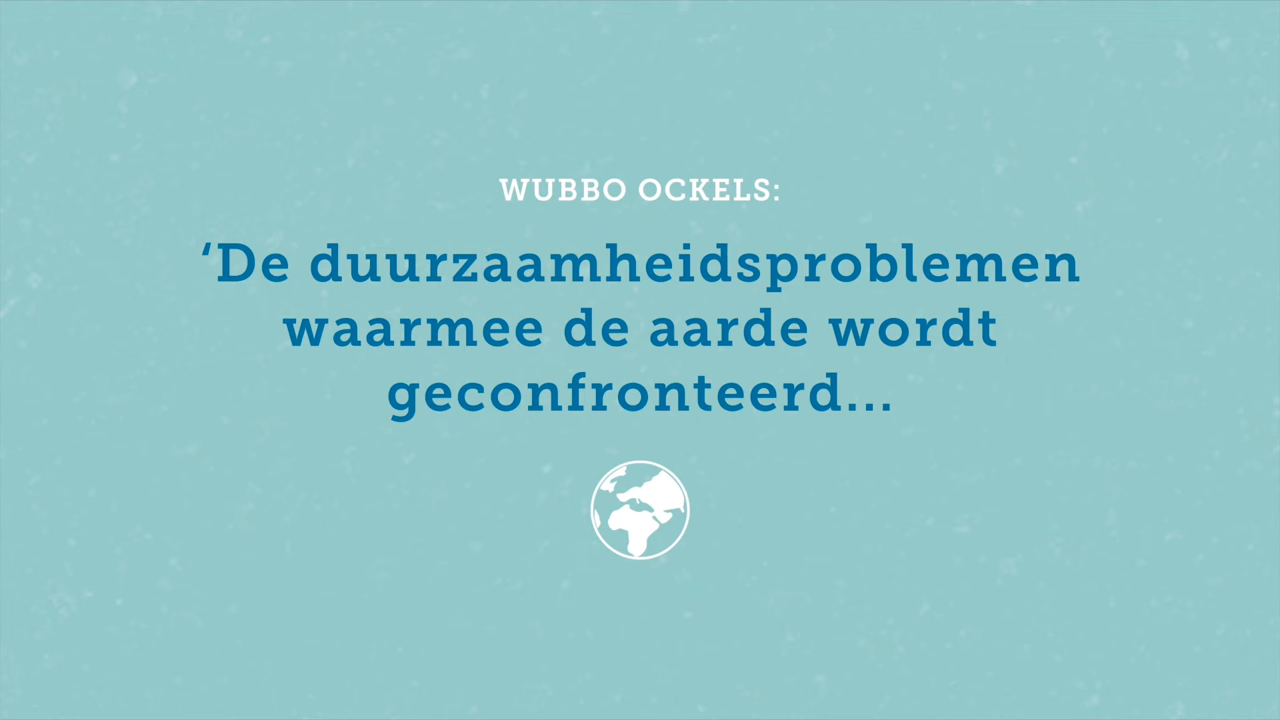 WUBBO OCKELS:
‘De duurzaamheidsproblemen
waarmee de aarde wordt
geconfronteerd...